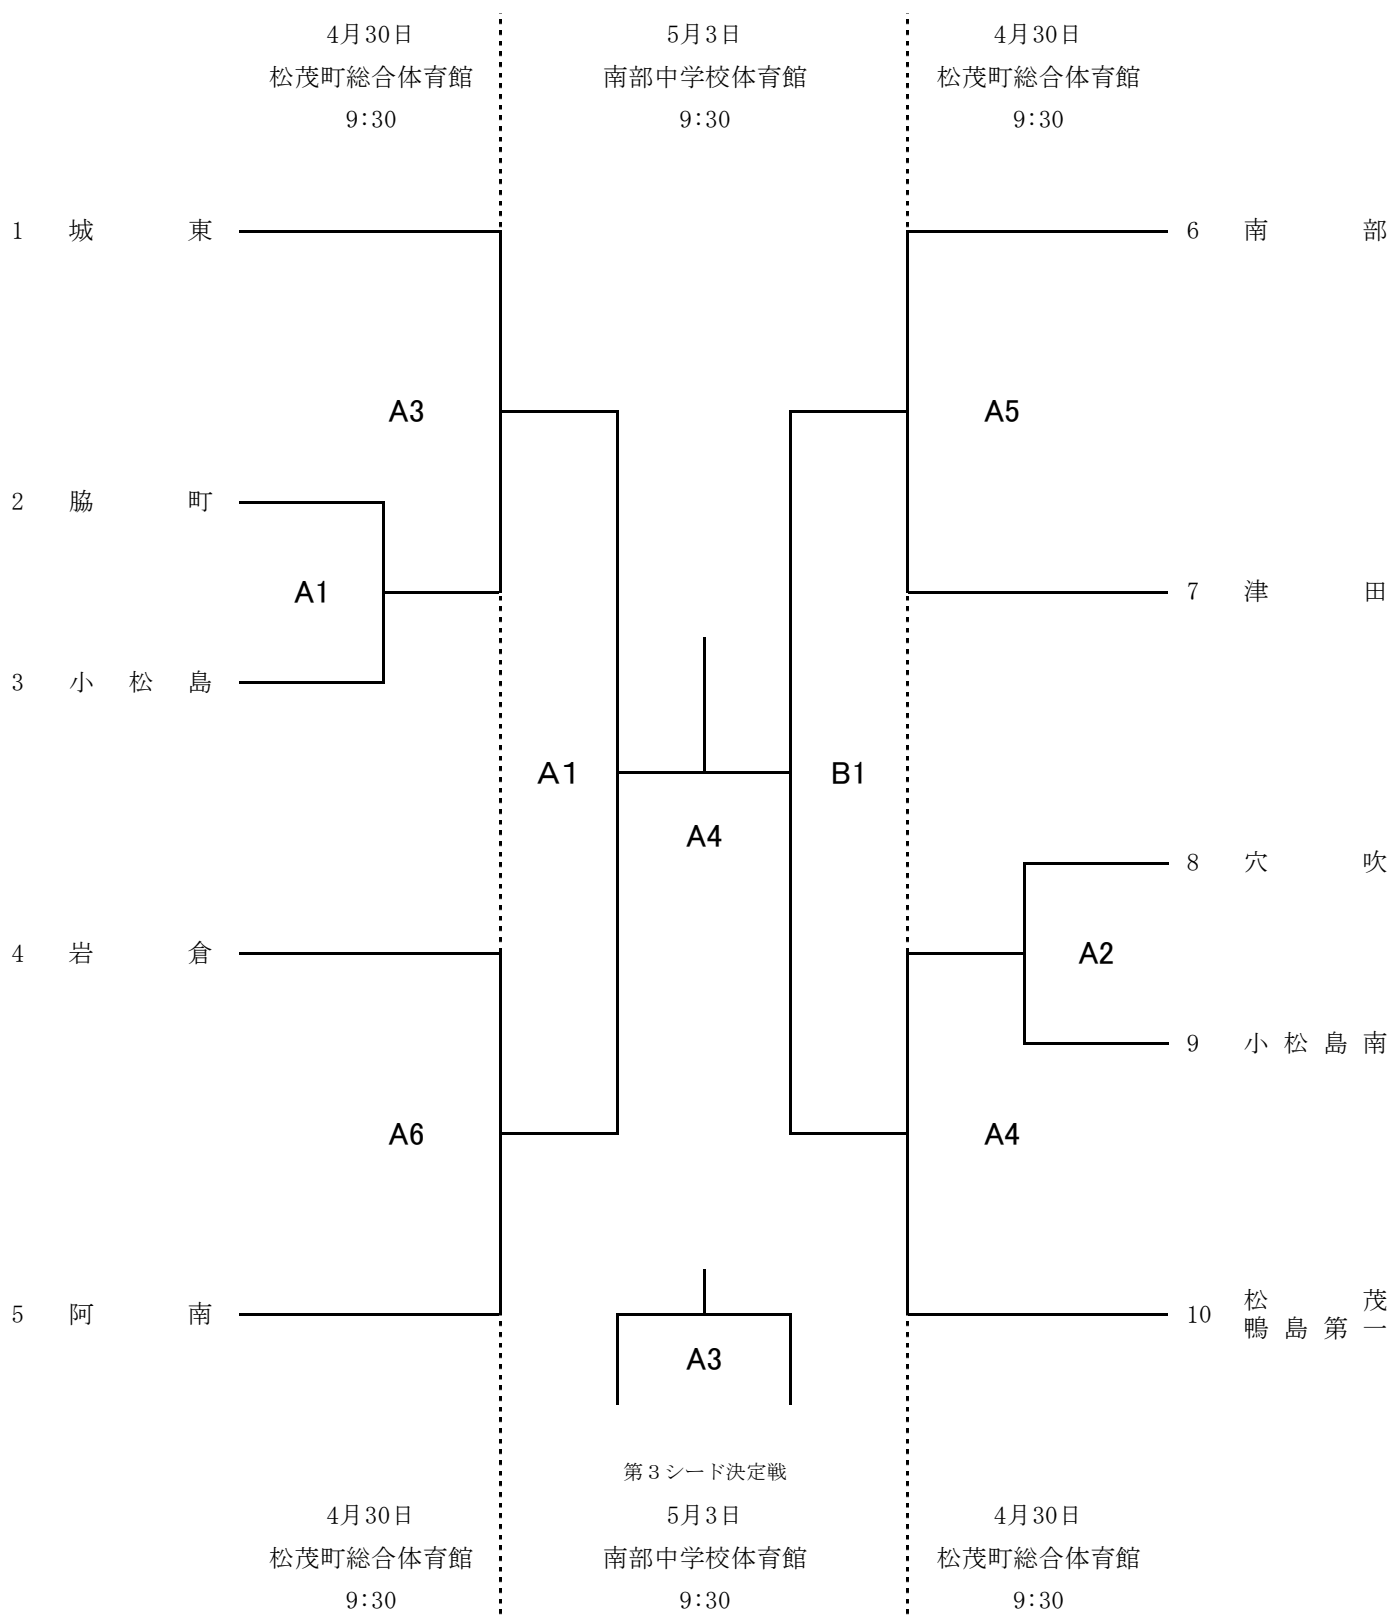 4月30日 5月3日 4月30日
松茂町総合体育館 南部中学校体育館 松茂町総合体育館
9:30 9:30 9:30
1 城東 6 南部
A3 A5
2 脇町
A1 7 津田
3 小松島
A1 B1
A4
8 穴吹
4 岩倉 A2
9 小松島南
A6 A4
5 阿南 10 松茂
鴨島第一
A3
第3シード決定戦
4月30日 5月3日 4月30日
松茂町総合体育館 南部中学校体育館 松茂町総合体育館
9:30 9:30 9:30